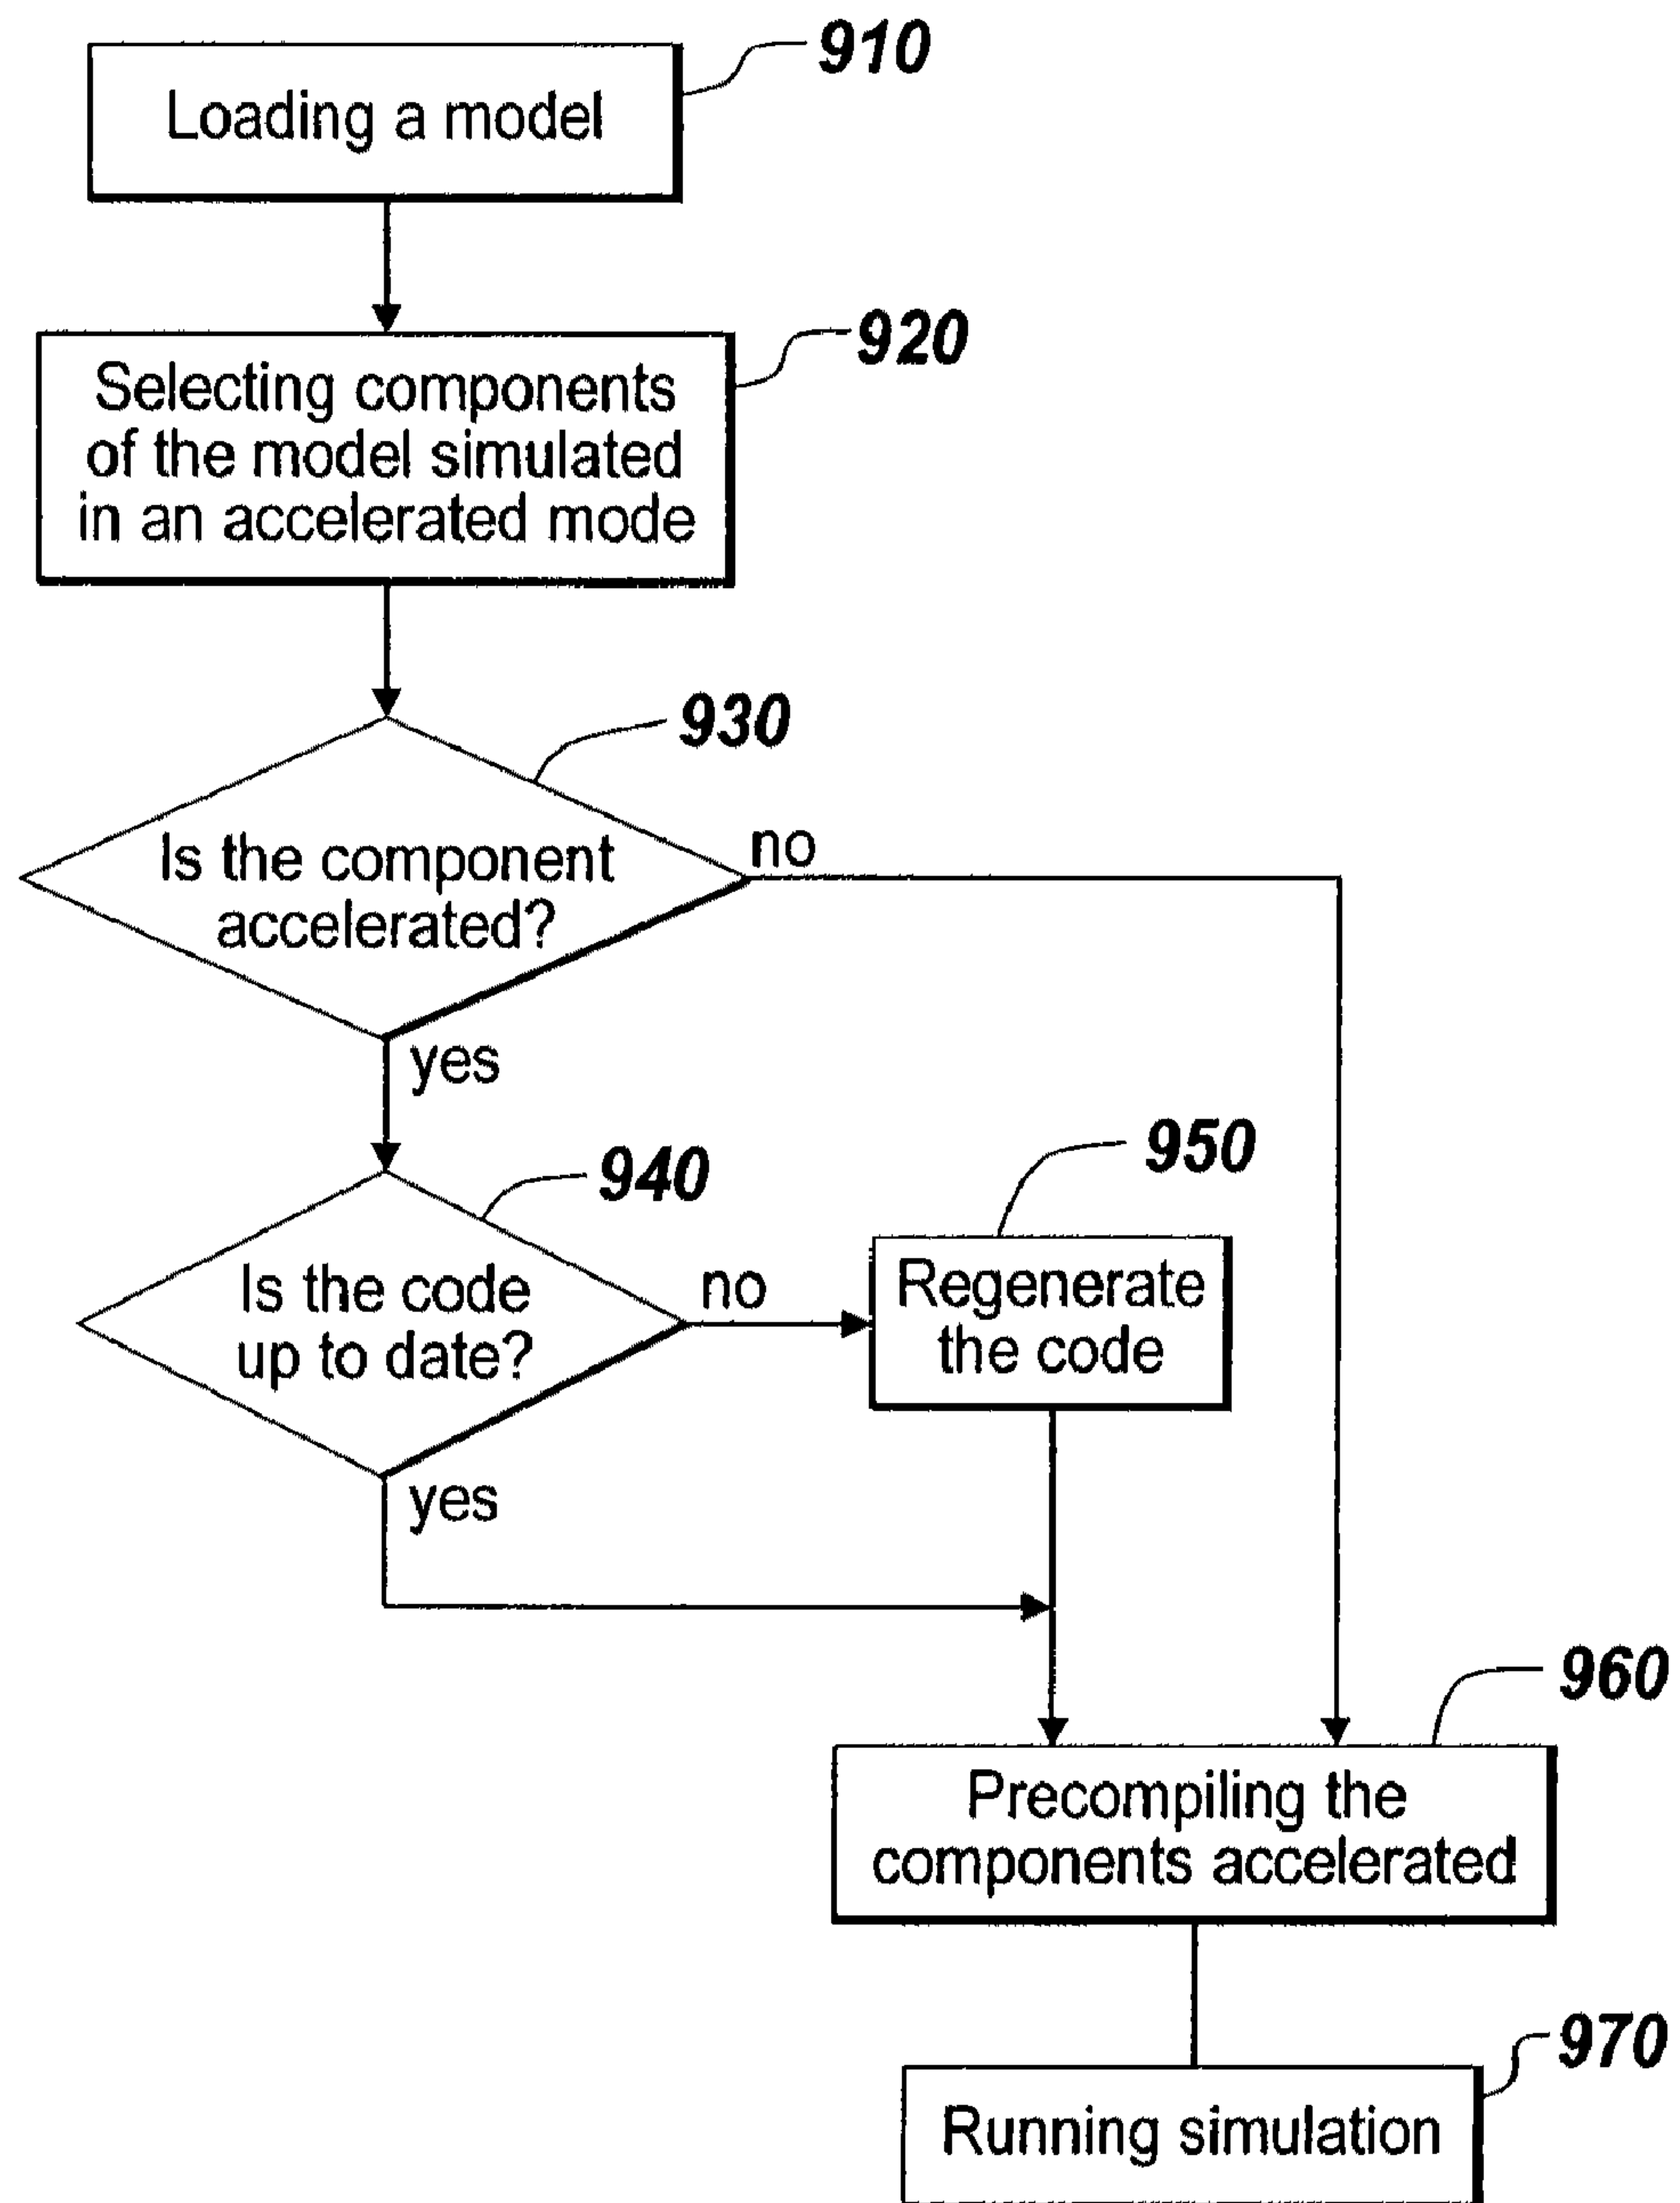 910
Loading a model
920
Selecting components
of the model simulated
in an accelerated mode
930
Is the component
accelerated?
no
yes
940
Is the code
up to date?
no
yes
950
Regenerate
the code
960
Precompiling the
components accelerated
970
Running simulation